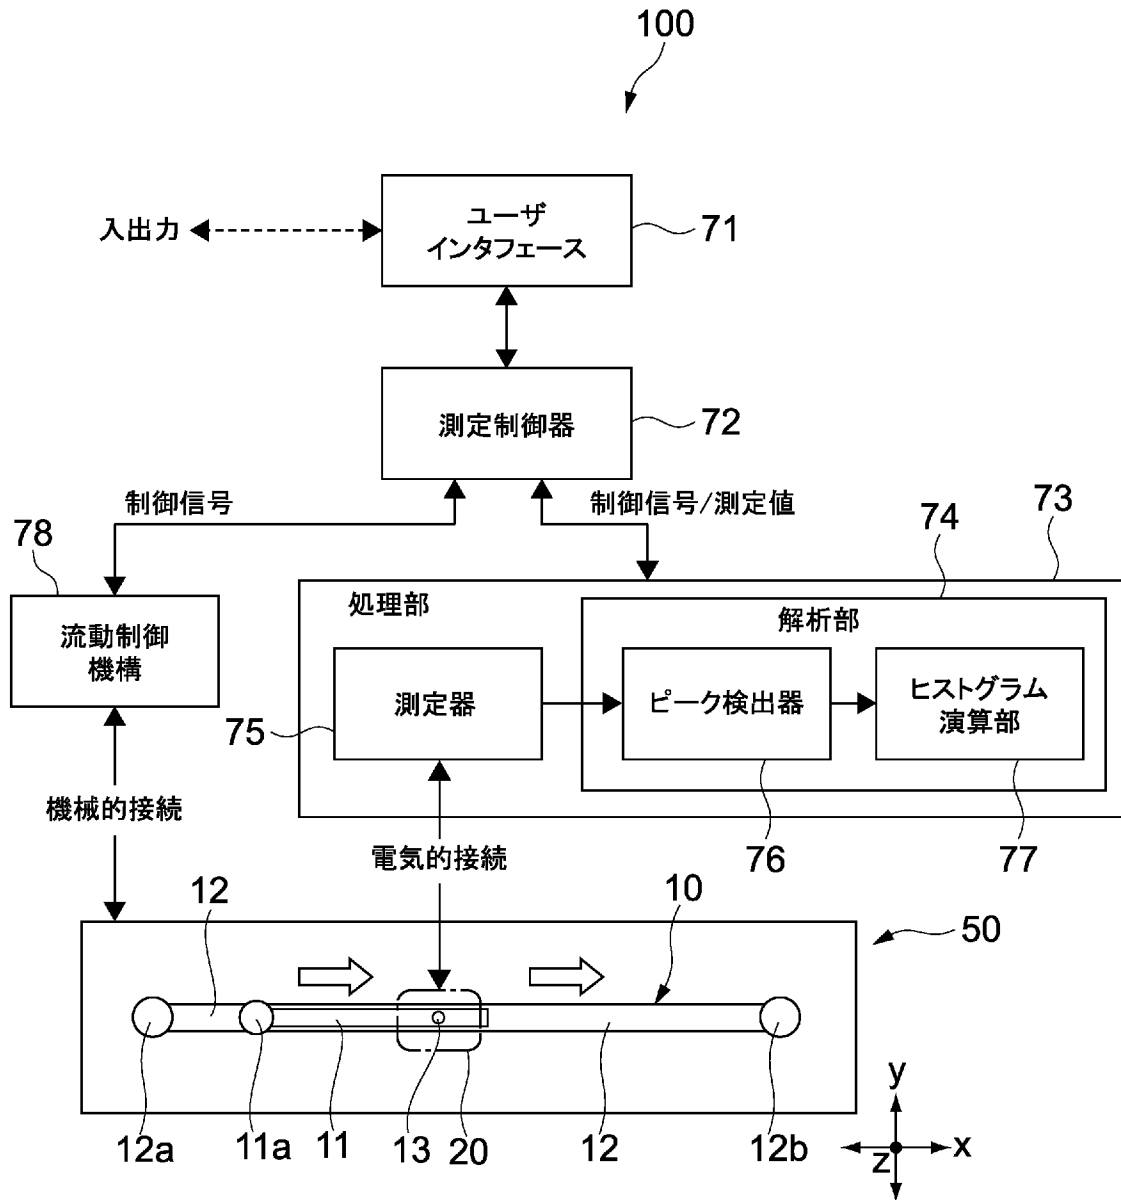 100
ユーザ
インタフェース
71
入出力
測定制御器
72
制御信号
制御信号/測定値
78
74
73
処理部
解析部
流動制御
機構
測定器
75
ピーク検出器
ヒストグラム
演算部
機械的接続
電気的接続
76
77
12
10
50
12a
11a
11
13
20
12
12b
y
x
z